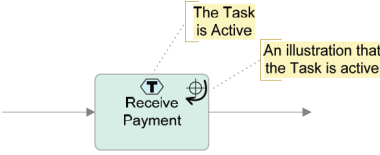 The Task
is Active
An illustration that
the Task is active
T
Receive
Payment